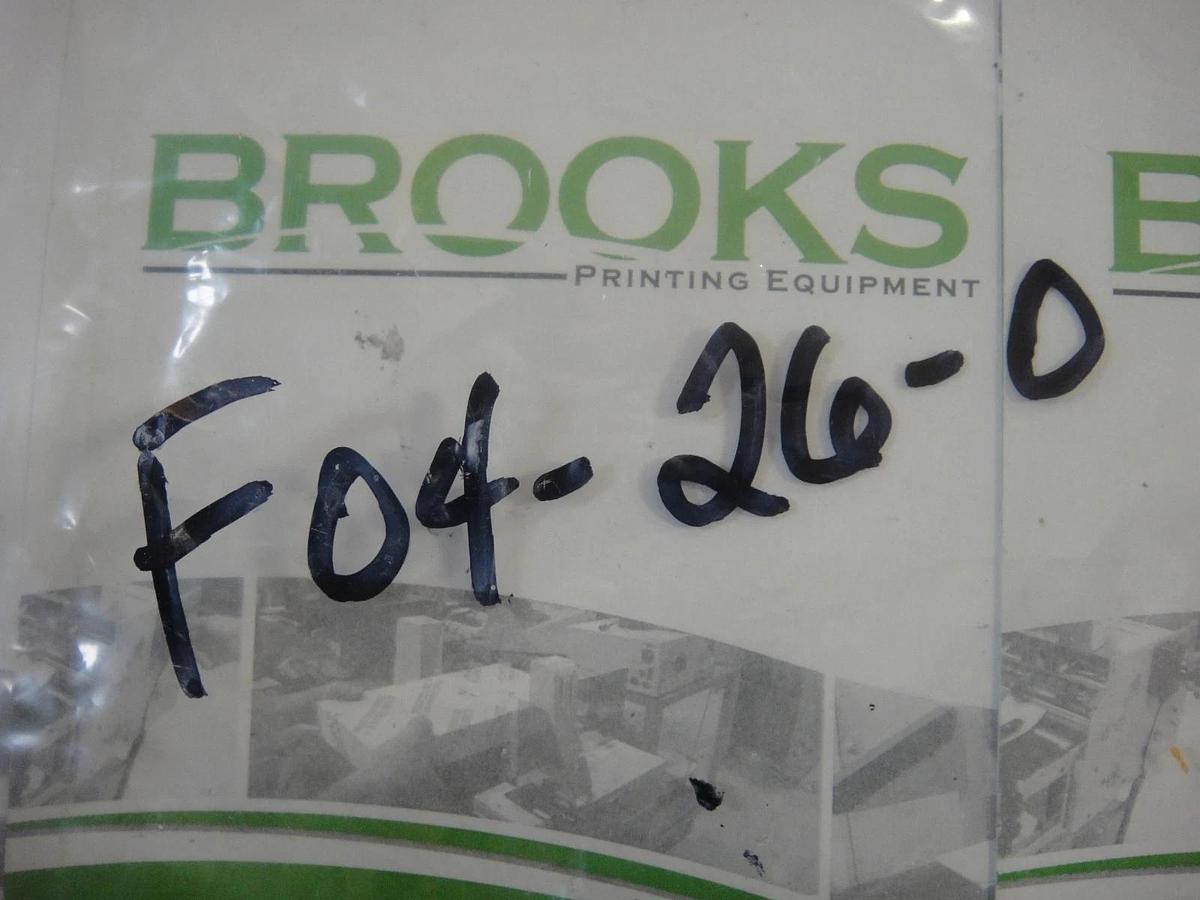 BROOKS
PRINTING EQUIPMENT
F04-26-0
B